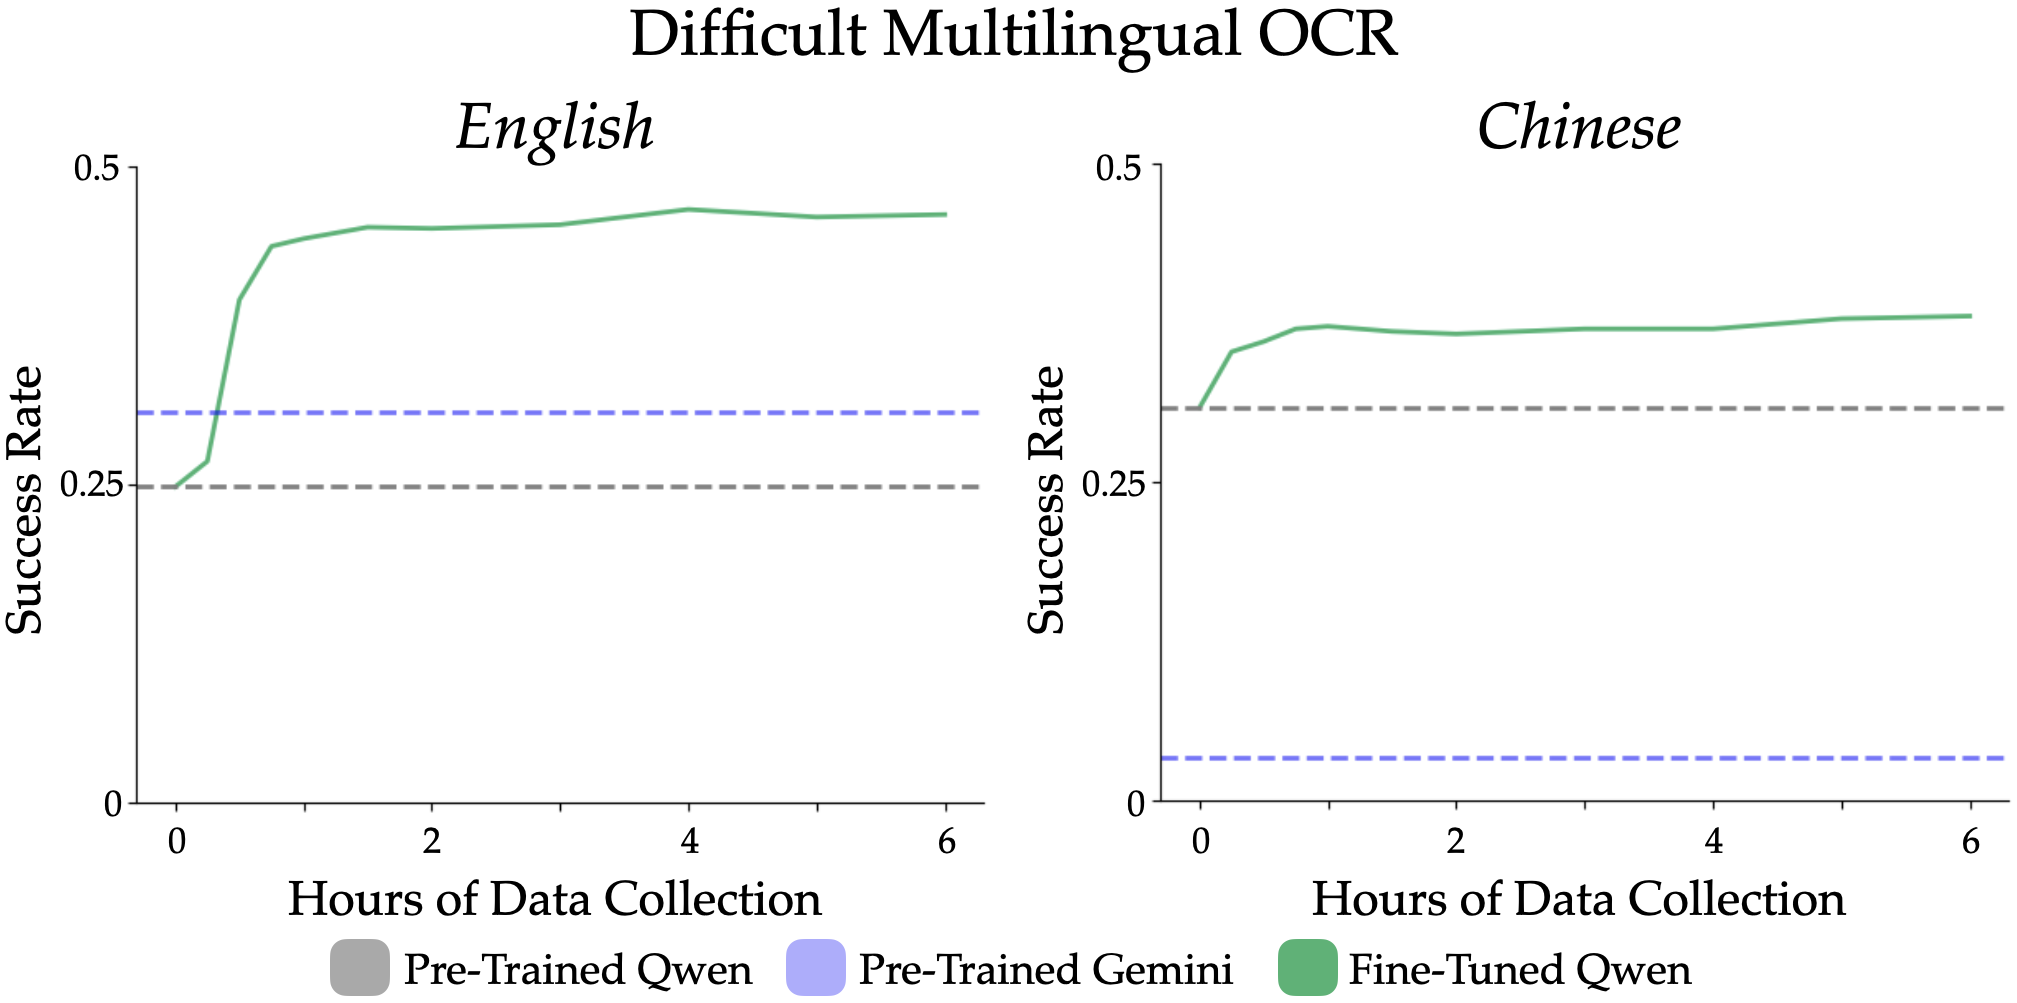 Difficult Multilingual OCR
English
Chinese
0.5
0.25
0
Success Rate
0 2 4 6
Hours of Data Collection
0.5
0.25
0
Success Rate
0 2 4 6
Hours of Data Collection
Pre-Trained Qwen Pre-Trained Gemini Fine-Tuned Qwen